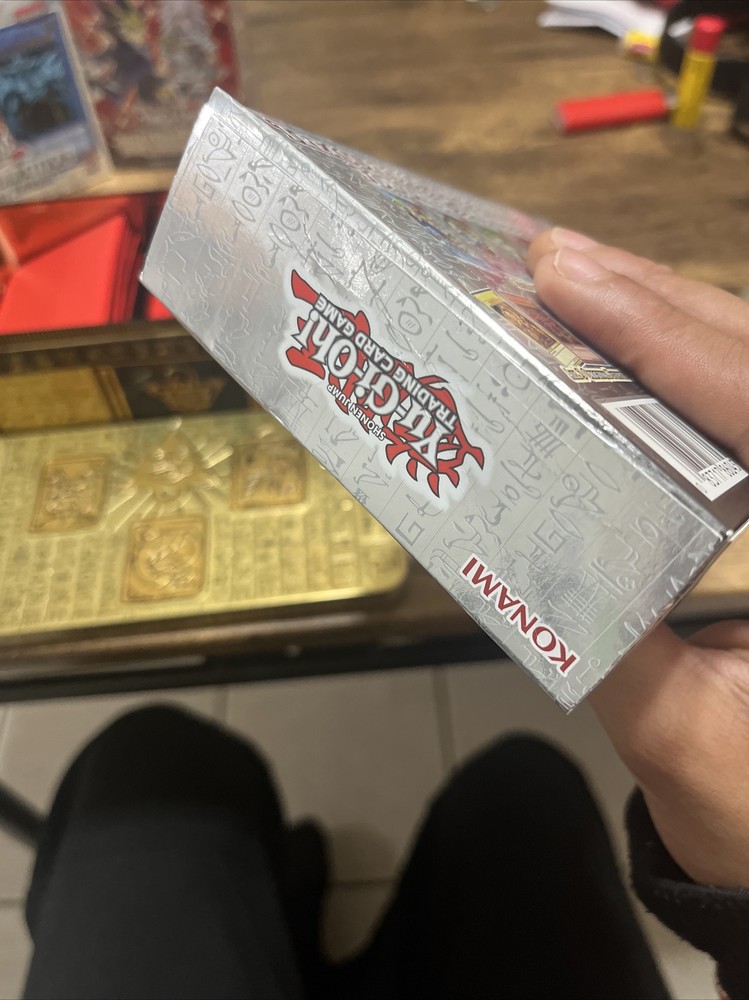 SHONEN JUMP
YU-GI-OH!
TRADING CARD GAME
KONAMI